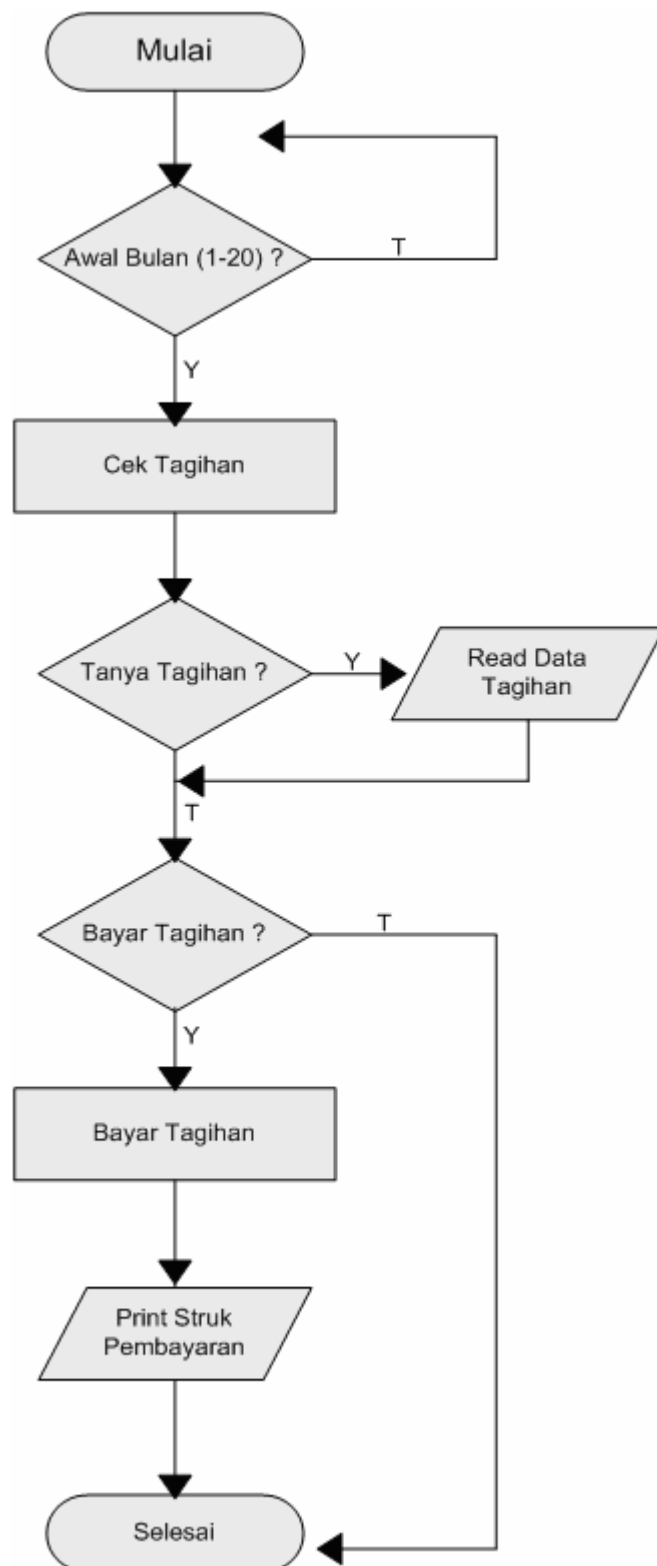 Mulai
Awal Bulan (1-20) ?
T
Y
Cek Tagihan
Tanya Tagihan ?
Y
Read Data
Tagihan
T
Bayar Tagihan ?
T
Y
Bayar Tagihan
Print Struk
Pembayaran
Selesai